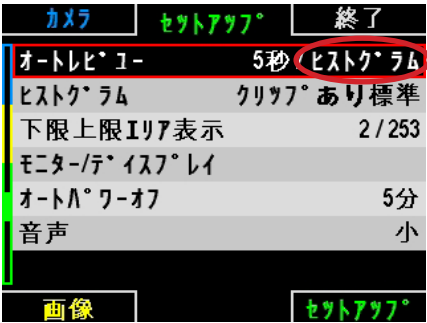 カメラ セットアップ 終了
オートレビュー 5秒/ヒストグラム
ヒストグラム クリップあり標準
下限上限エリア表示 2/253
モニター/ディスプレイ
オートパワーオフ 5分
音声 小
画像 セットアップ